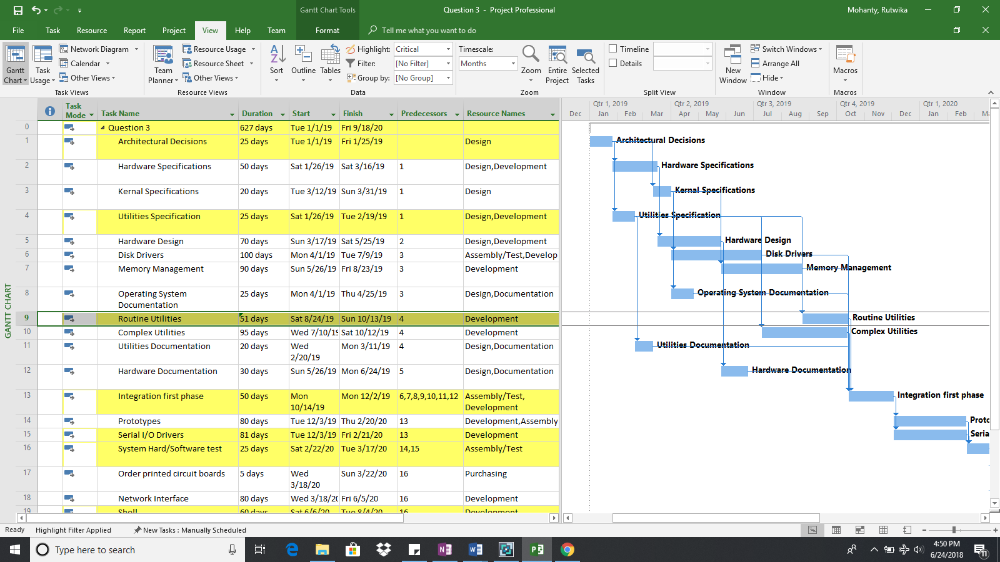 Gantt Chart Tools
Question 3 - Project Professional
Mohanty, Rutwika
File Task Resource Report Project View Help Team Format Tell me what you want to do
Gantt Chart
Task Usage
Network Diagram
Calendar
Other Views
Task Views
Team Planner
Resource Usage
Resource Sheet
Other Views
Resource Views
Sort
Outline
Tables
Highlight: Critical
Filter: [No Filter]
Group by: [No Group]
Data
Timescale:
Months
Zoom
Entire Project
Selected Tasks
Zoom
Timeline
Details
Split View
New Window
Switch Windows
Arrange All
Hide
Window
Macros
Macros
GANTT CHART
Task Mode Task Name Duration Start Finish Predecessors Resource Names
0 Question 3 627 days Tue 1/1/19 Fri 9/18/20
1 Architectural Decisions 25 days Tue 1/1/19 Fri 1/25/19 Design
2 Hardware Specifications 50 days Sat 1/26/19 Sat 3/16/19 1 Design,Development
3 Kernal Specifications 20 days Tue 3/12/19 Sun 3/31/19 1 Design
4 Utilities Specification 25 days Sat 1/26/19 Tue 2/19/19 1 Design,Development
5 Hardware Design 70 days Sun 3/17/19 Sat 5/25/19 2 Design,Development
6 Disk Drivers 100 days Mon 4/1/19 Tue 7/9/19 3 Assembly/Test,Develop
7 Memory Management 90 days Sun 5/26/19 Fri 8/23/19 3 Development
8 Operating System Documentation 25 days Mon 4/1/19 Thu 4/25/19 3 Design,Documentation
9 Routine Utilities 51 days Sat 8/24/19 Sun 10/13/19 4 Development
10 Complex Utilities 95 days Wed 7/10/1 Sat 10/12/19 4 Development
11 Utilities Documentation 20 days Wed 2/20/19 Mon 3/11/19 4 Design,Documentation
12 Hardware Documentation 30 days Sun 5/26/19 Mon 6/24/19 5 Design,Documentation
13 Integration first phase 50 days Mon 10/14/19 Mon 12/2/19 6,7,8,9,10,11,12 Assembly/Test, Development
14 Prototypes 80 days Tue 12/3/19 Thu 2/20/20 13 Development,Assembly
15 Serial I/O Drivers 81 days Tue 12/3/19 Fri 2/21/20 13 Development
16 System Hard/Software test 25 days Sat 2/22/20 Tue 3/17/20 14,15 Assembly/Test
17 Order printed circuit boards 5 days Wed 3/18/20 Sun 3/22/20 16 Purchasing
18 Network Interface 80 days Wed 3/18/2 Fri 6/5/20 16 Development
19 Shell 60 days Sat 6/6/20 Tue 8/4/20 16 Development
Qtr 1, 2019 Qtr 2, 2019 Qtr 3, 2019 Qtr 4, 2019 Qtr 1, 2020
Dec Jan Feb Mar Apr May Jun Jul Aug Sep Oct Nov Dec Jan Feb Ma
Architectural Decisions
Hardware Specifications
Kernal Specifications
Utilities Specification
Hardware Design
Disk Drivers
Memory Management
Operating System Documentation
Routine Utilities
Complex Utilities
Utilities Documentation
Hardware Documentation
Integration first phase
Proto
Seria
Ready Highlight Filter Applied New Tasks : Manually Scheduled
Type here to search
4:50 PM
6/24/2018
11